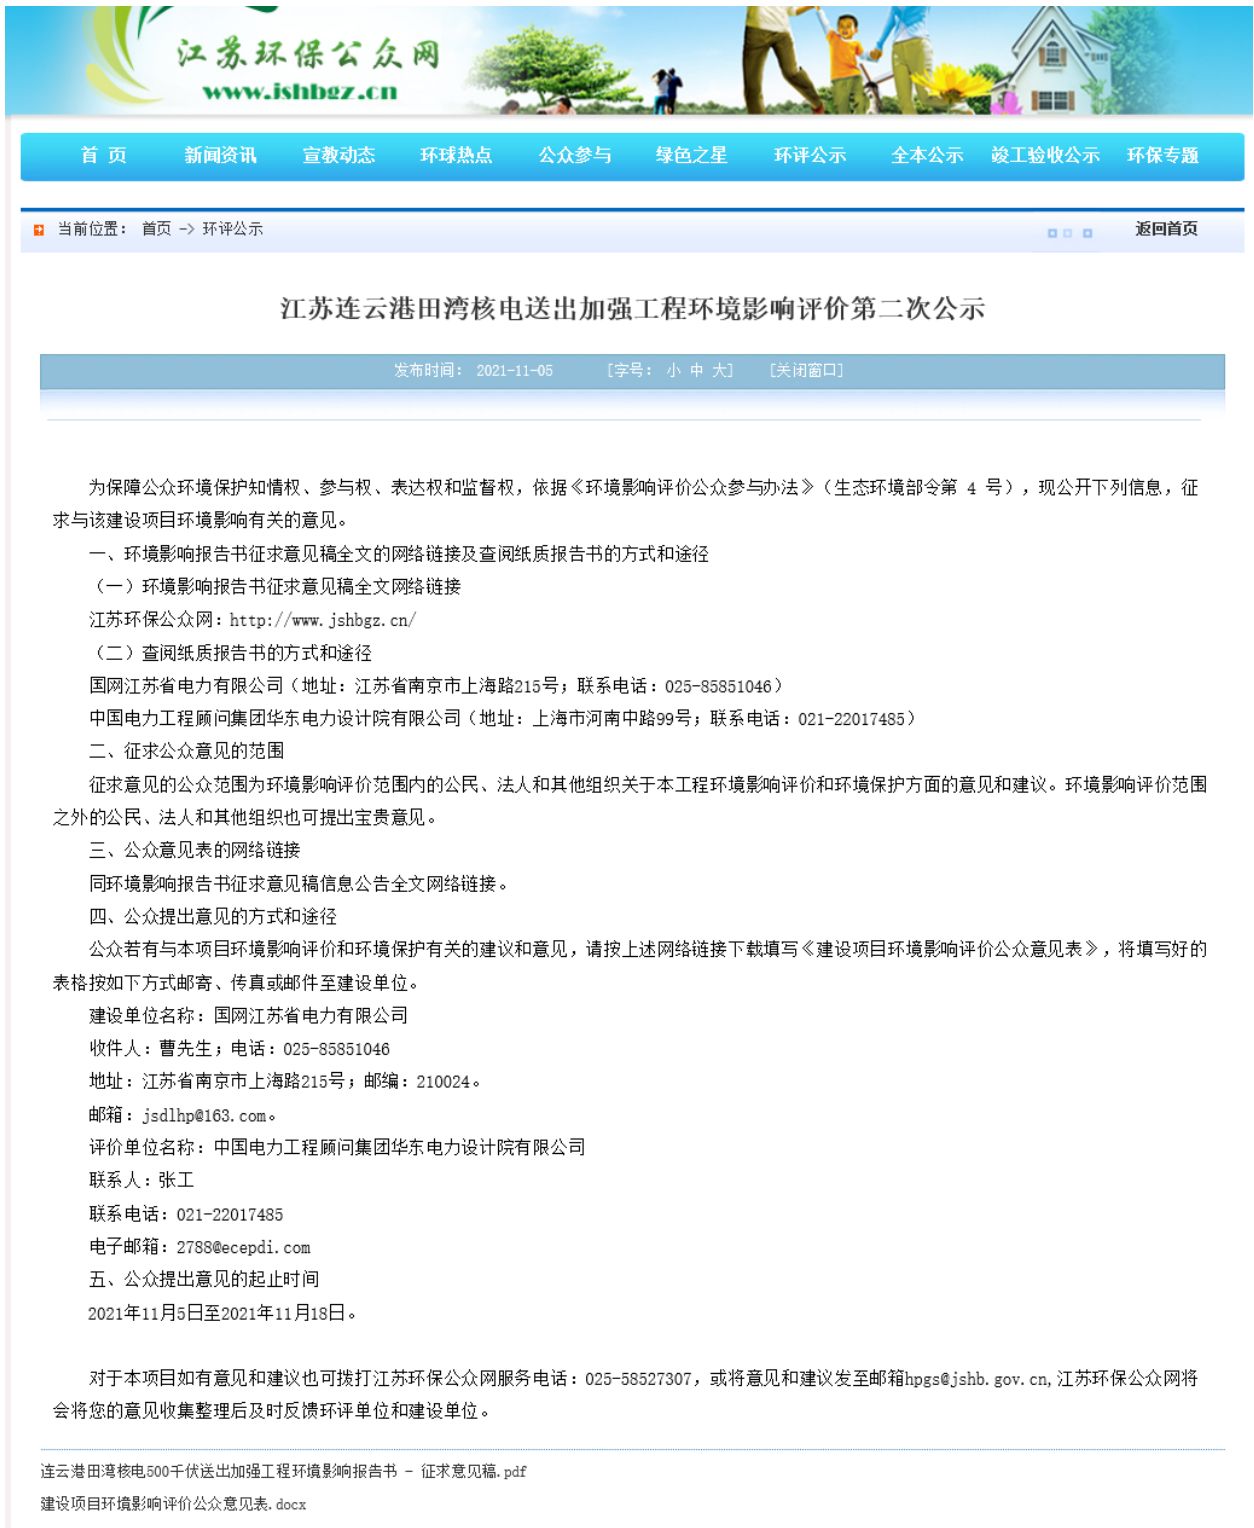 江苏环保公众网
www.jshbgz.cn
首 页 新闻资讯 宣教动态 环球热点 公众参与 绿色之星 环评公示 全本公示 竣工验收公示 环保专题
当前位置： 首页 -> 环评公示 返回首页
江苏连云港田湾核电送出加强工程环境影响评价第二次公示
发布时间： 2021-11-05 [字号： 小 中 大] [关闭窗口]
为保障公众环境保护知情权、参与权、表达权和监督权，依据《环境影响评价公众参与办法》（生态环境部令第 4 号），现公开下列信息，征
求与该建设项目环境影响有关的意见。
一、环境影响报告书征求意见稿全文的网络链接及查阅纸质报告书的方式和途径
（一）环境影响报告书征求意见稿全文网络链接
江苏环保公众网：http://www.jshbgz.cn/
（二）查阅纸质报告书的方式和途径
国网江苏省电力有限公司（地址：江苏省南京市上海路215号；联系电话：025-85851046）
中国电力工程顾问集团华东电力设计院有限公司（地址：上海市河南中路99号；联系电话：021-22017485）
二、征求公众意见的范围
征求意见的公众范围为环境影响评价范围内的公民、法人和其他组织关于本工程环境影响评价和环境保护方面的意见和建议。环境影响评价范围
之外的公民、法人和其他组织也可提出宝贵意见。
三、公众意见表的网络链接
同环境影响报告书征求意见稿信息公告全文网络链接。
四、公众提出意见的方式和途径
公众若有与本项目环境影响评价和环境保护有关的建议和意见，请按上述网络链接下载填写《建设项目环境影响评价公众意见表》，将填写好的
表格按如下方式邮寄、传真或邮件至建设单位。
建设单位名称：国网江苏省电力有限公司
收件人：曹先生；电话：025-85851046
地址：江苏省南京市上海路215号；邮编：210024。
邮箱：jsdlhp@163.com。
评价单位名称：中国电力工程顾问集团华东电力设计院有限公司
联系人：张工
联系电话：021-22017485
电子邮箱：2788@ecepdi.com
五、公众提出意见的起止时间
2021年11月5日至2021年11月18日。
对于本项目如有意见和建议也可拨打江苏环保公众网服务电话：025-58527307，或将意见和建议发至邮箱hpgs@jshb.gov.cn,江苏环保公众网将
会将您的意见收集整理后及时反馈环评单位和建设单位。
连云港田湾核电500千伏送出加强工程环境影响报告书 - 征求意见稿.pdf
建设项目环境影响评价公众意见表.docx